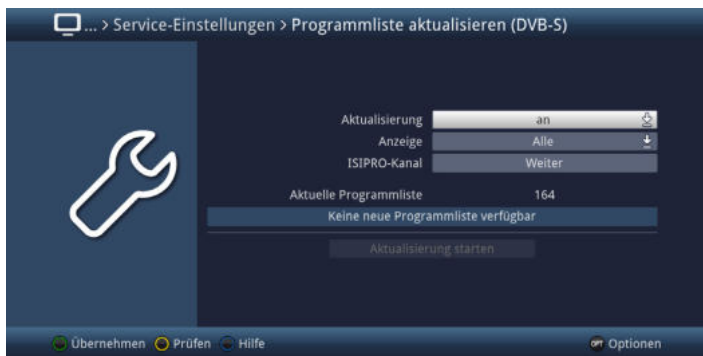 ... > Service-Einstellungen > Programmliste aktualisieren (DVB-S)
Aktualisierung an
Anzeige Alle
ISIPRO-Kanal Weiter
Aktuelle Programmliste 164
Keine neue Programmliste verfügbar
Aktualisierung starten
Übernehmen Prüfen Hilfe OPT Optionen